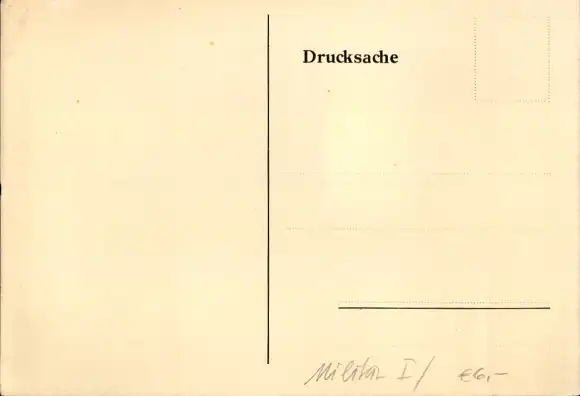 Drucksache
Militär I/ €6,-